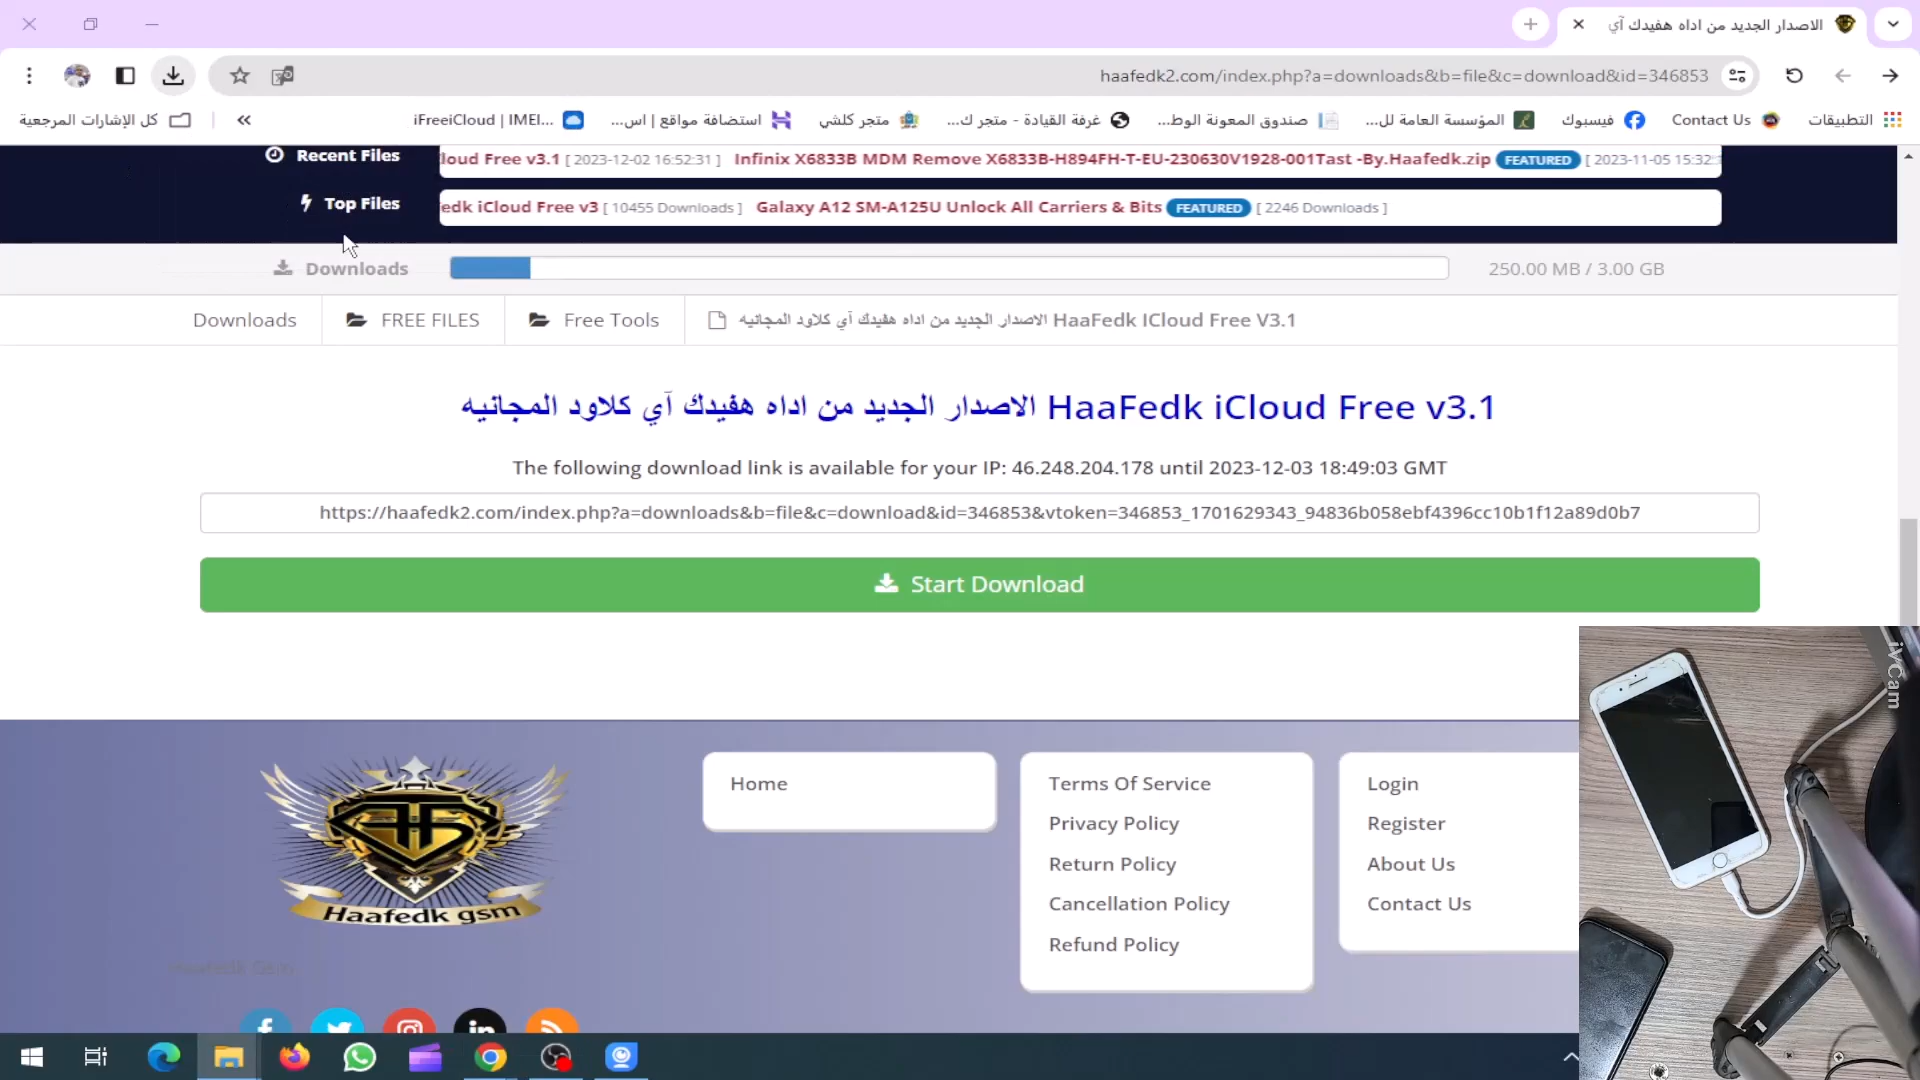 الاصدار الجديد من اداه هفيدك آي
haafedk2.com/index.php?a=downloads&b=file&c=download&id=346853
التطبيقات
Contact Us
فيسبوك
المؤسسة العامة لل...
صندوق المعونة الوط...
غرفة القيادة - متجر ك...
متجر كلشي
استضافة مواقع | اس...
iFreeiCloud | IMEI...
كل الإشارات المرجعية
Recent Files
loud Free v3.1 [ 2023-12-02 16:52:31 ] Infinix X6833B MDM Remove X6833B-H894FH-T-EU-230630V1928-001Tast -By.Haafedk.zip FEATURED [ 2023-11-05 15:32:
Top Files
edk iCloud Free v3 [ 10455 Downloads ] Galaxy A12 SM-A125U Unlock All Carriers & Bits FEATURED [ 2246 Downloads ]
Downloads
250.00 MB / 3.00 GB
Downloads
FREE FILES
Free Tools
الاصدار الجديد من اداه هفيدك آي كلاود المجانيه HaaFedk ICloud Free V3.1
الاصدار الجديد من اداه هفيدك آي كلاود المجانيه HaaFedk iCloud Free v3.1
The following download link is available for your IP: 46.248.204.178 until 2023-12-03 18:49:03 GMT
https://haafedk2.com/index.php?a=downloads&b=file&c=download&id=346853&vtoken=346853_1701629343_94836b058ebf4396cc10b1f12a89d0b7
Start Download
iVCam
Haafedk gsm
Haafedk Gsm
Home
Terms Of Service
Privacy Policy
Return Policy
Cancellation Policy
Refund Policy
Login
Register
About Us
Contact Us